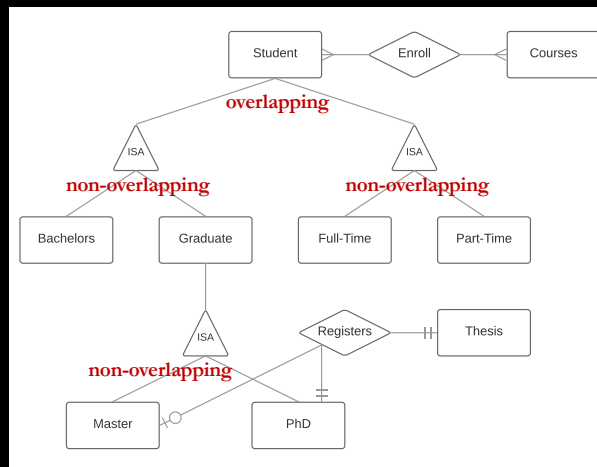 Student
Enroll
Courses
overlapping
ISA
ISA
non-overlapping
non-overlapping
Bachelors
Graduate
Full-Time
Part-Time
ISA
Registers
Thesis
non-overlapping
Master
PhD